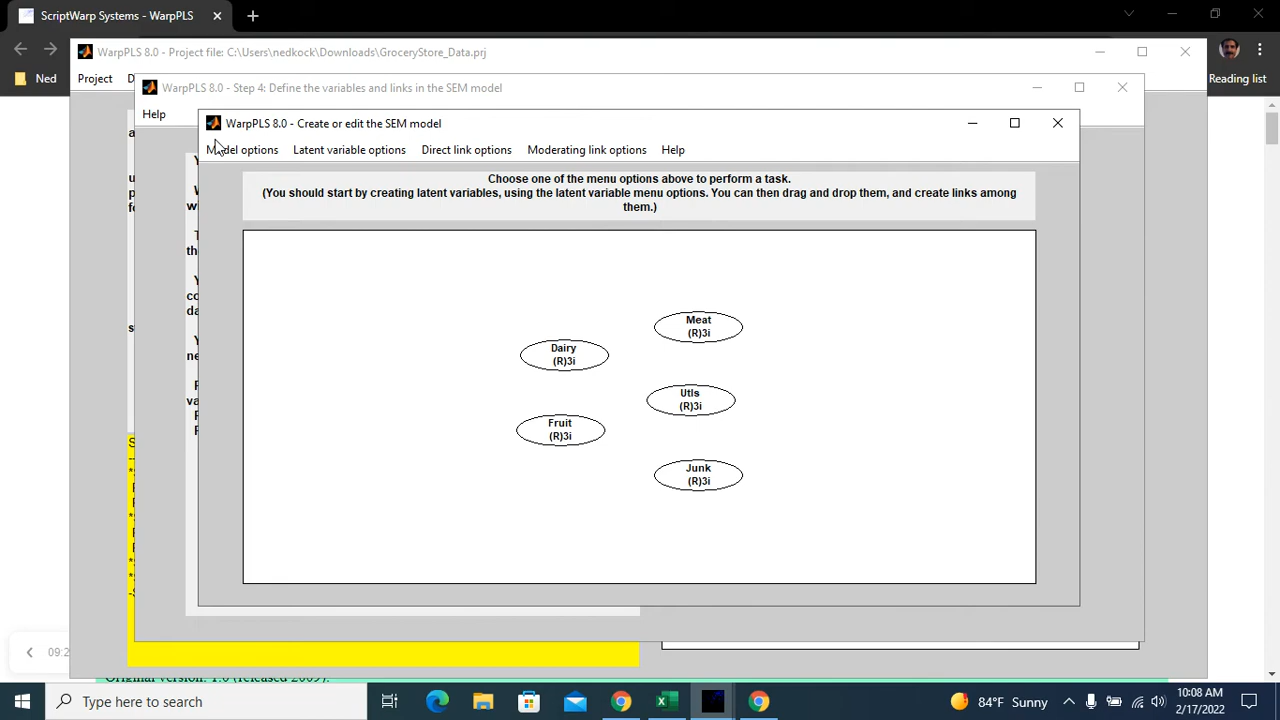 ScriptWarp Systems - WarpPLS
WarpPLS 8.0 - Project file: C:\Users\nedkock\Downloads\GroceryStore_Data.prj
Ned
Project
Reading list
WarpPLS 8.0 - Step 4: Define the variables and links in the SEM model
Help
WarpPLS 8.0 - Create or edit the SEM model
Model options
Latent variable options
Direct link options
Moderating link options
Help
Choose one of the menu options above to perform a task.
(You should start by creating latent variables, using the latent variable menu options. You can then drag and drop them, and create links among
them.)
Meat
(R)3i
Dairy
(R)3i
Utls
(R)3i
Fruit
(R)3i
Junk
(R)3i
09:2
Original version: 1.0 (released 2009).
Type here to search
84°F Sunny
10:08 AM
2/17/2022